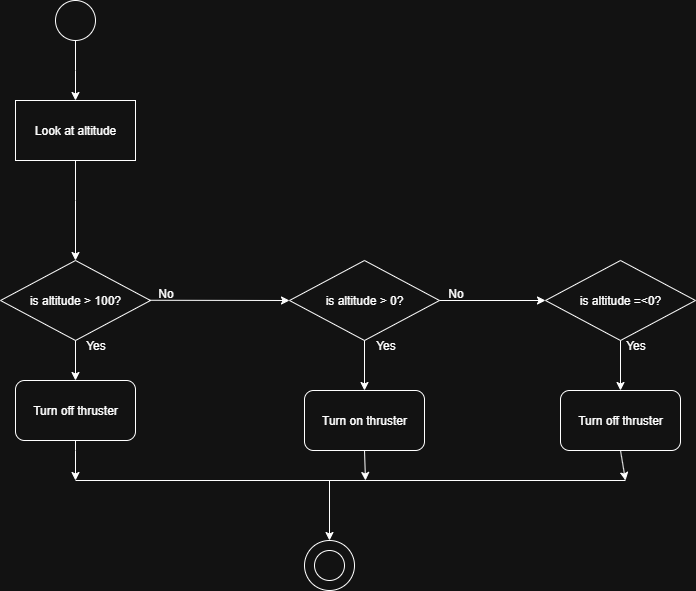 Look at altitude
is altitude > 100?
No
is altitude > 0?
No
is altitude =<0?
Yes
Yes
Yes
Turn off thruster
Turn on thruster
Turn off thruster